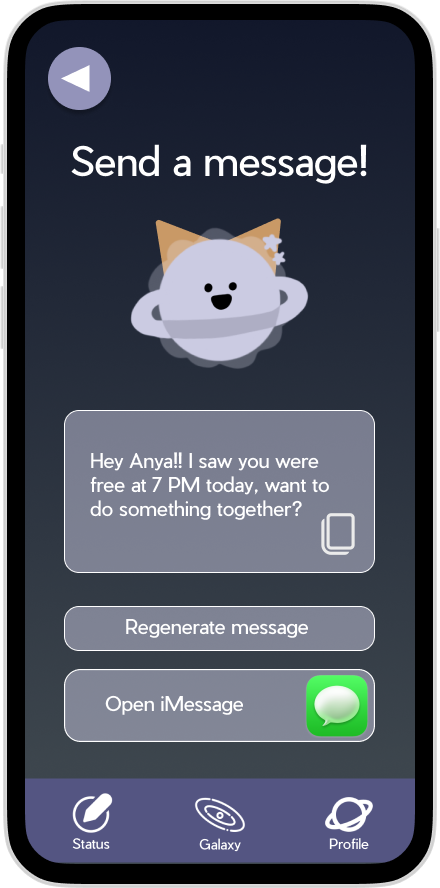 Send a message!
Hey Anya!! I saw you were
free at 7 PM today, want to
do something together?
Regenerate message
Open iMessage
Status
Galaxy
Profile